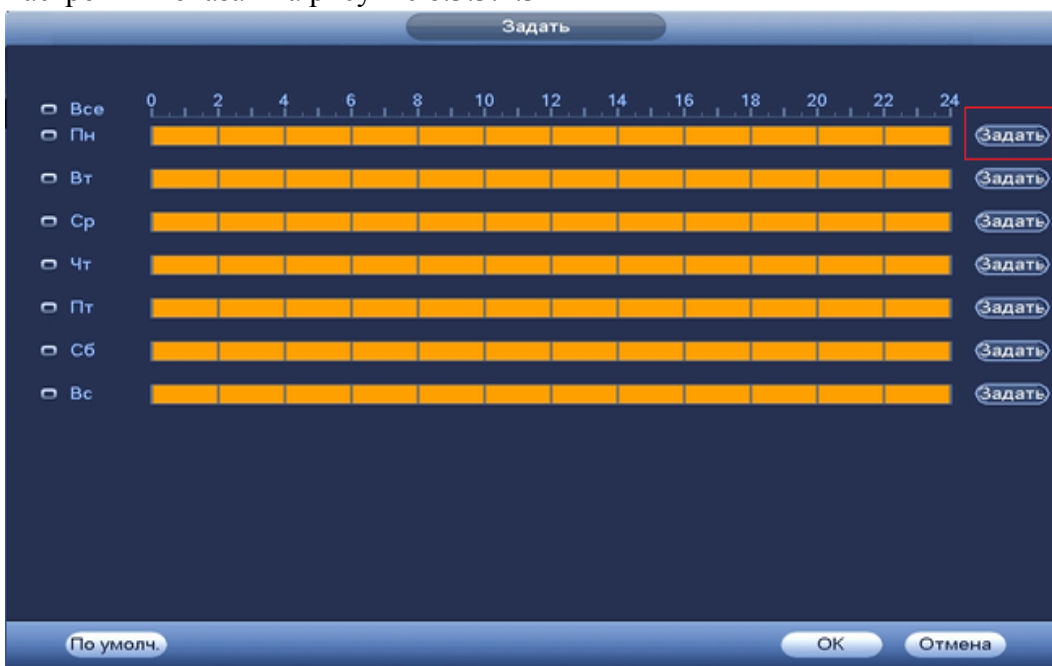 Задать
0 2 4 6 8 10 12 14 16 18 20 22 24
Все
Пн Задать
Вт Задать
Ср Задать
Чт Задать
Пт Задать
Сб Задать
Вс Задать
По умолч. OK Отмена